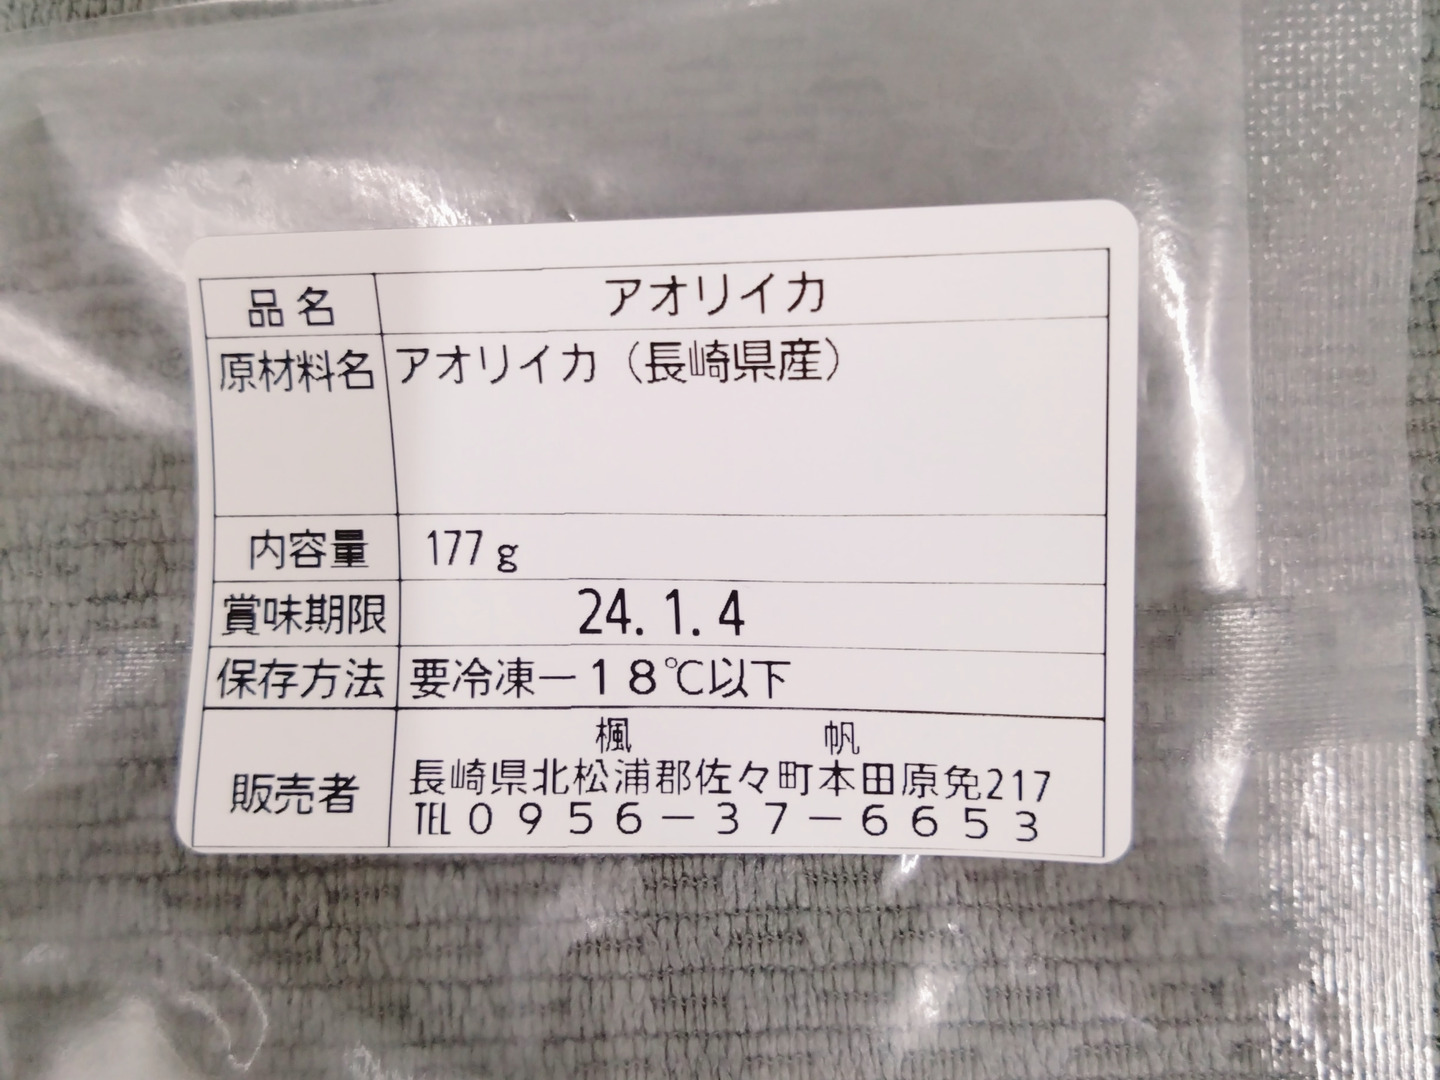 品名 アオリイカ
原材料名 アオリイカ（長崎県産）
内容量 177g
賞味期限 24.1.4
保存方法 要冷凍－１８℃以下
販売者 楓 帆
長崎県北松浦郡佐々町本田原免217
TEL０９５６－３７－６６５３